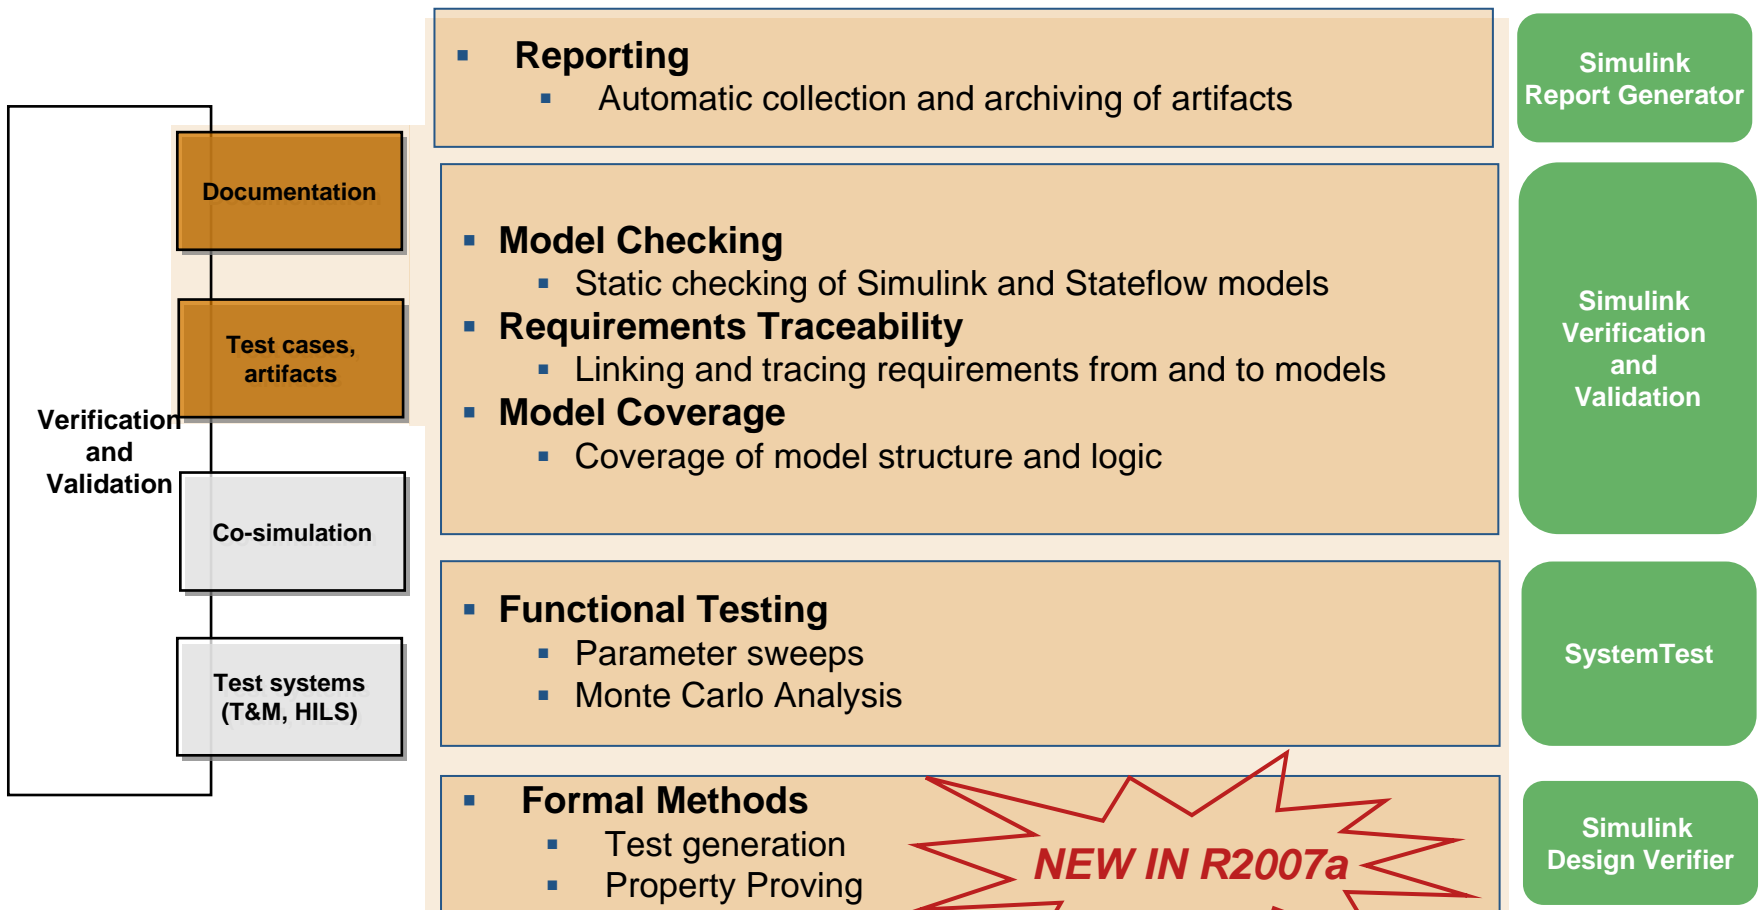 Verification
and
Validation
Documentation
Test cases,
artifacts
Co-simulation
Test systems
(T&M, HILS)
▪ Reporting
▪ Automatic collection and archiving of artifacts
Simulink
Report Generator
▪ Model Checking
▪ Static checking of Simulink and Stateflow models
▪ Requirements Traceability
▪ Linking and tracing requirements from and to models
▪ Model Coverage
▪ Coverage of model structure and logic
Simulink
Verification
and
Validation
▪ Functional Testing
▪ Parameter sweeps
▪ Monte Carlo Analysis
SystemTest
▪ Formal Methods
▪ Test generation
▪ Property Proving
NEW IN R2007a
Simulink
Design Verifier